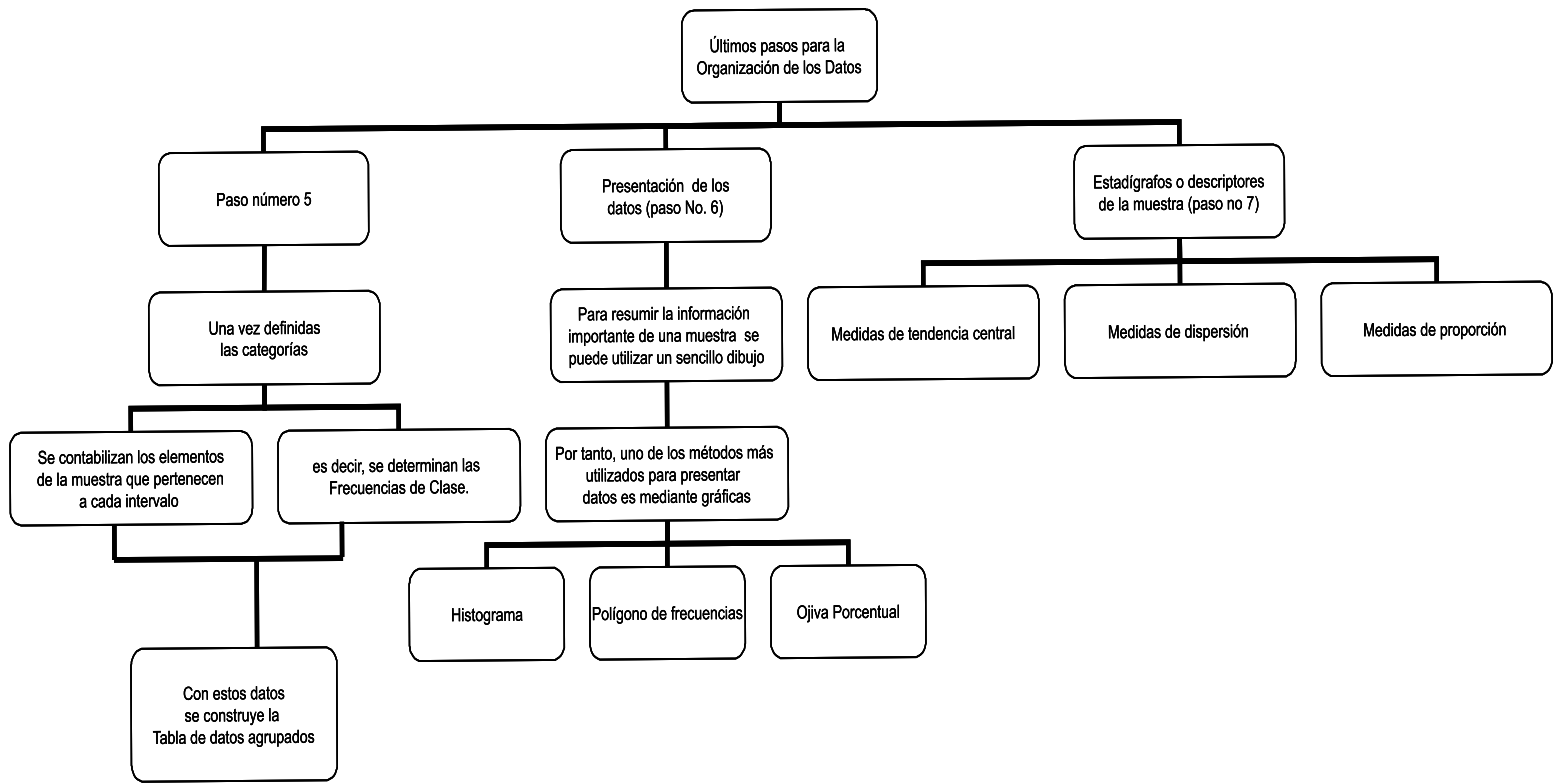 Últimos pasos para la
Organización de los Datos
Paso número 5
Presentación de los
datos (paso No. 6)
Estadígrafos o descriptores
de la muestra (paso no 7)
Una vez definidas
las categorías
Para resumir la información
importante de una muestra se
puede utilizar un sencillo dibujo
Medidas de tendencia central
Medidas de dispersión
Medidas de proporción
Se contabilizan los elementos
de la muestra que pertenecen
a cada intervalo
es decir, se determinan las
Frecuencias de Clase.
Por tanto, uno de los métodos más
utilizados para presentar
datos es mediante gráficas
Histograma
Polígono de frecuencias
Ojiva Porcentual
Con estos datos
se construye la
Tabla de datos agrupados